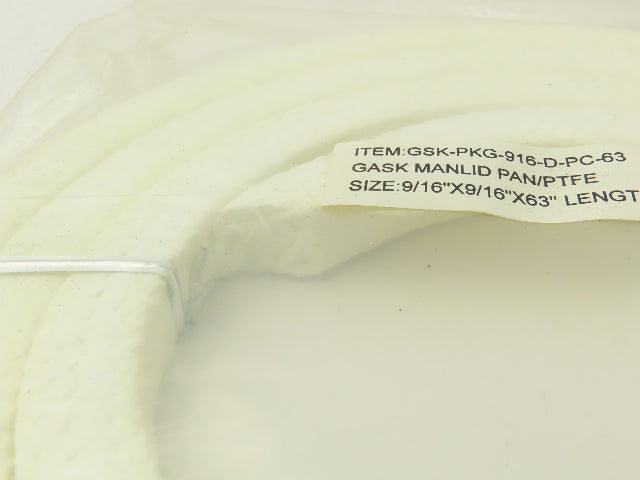 ITEM:GSK-PKG-916-D-PC-63
GASK MANLID PAN/PTFE
SIZE:9/16"X9/16"X63" LENGT